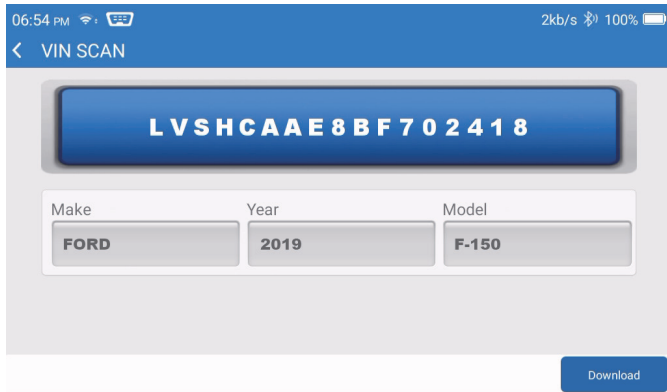 06:54 PM 2kb/s 100%
VIN SCAN
LVSHCAAE8BF702418
Make Year Model
FORD 2019 F-150
Download